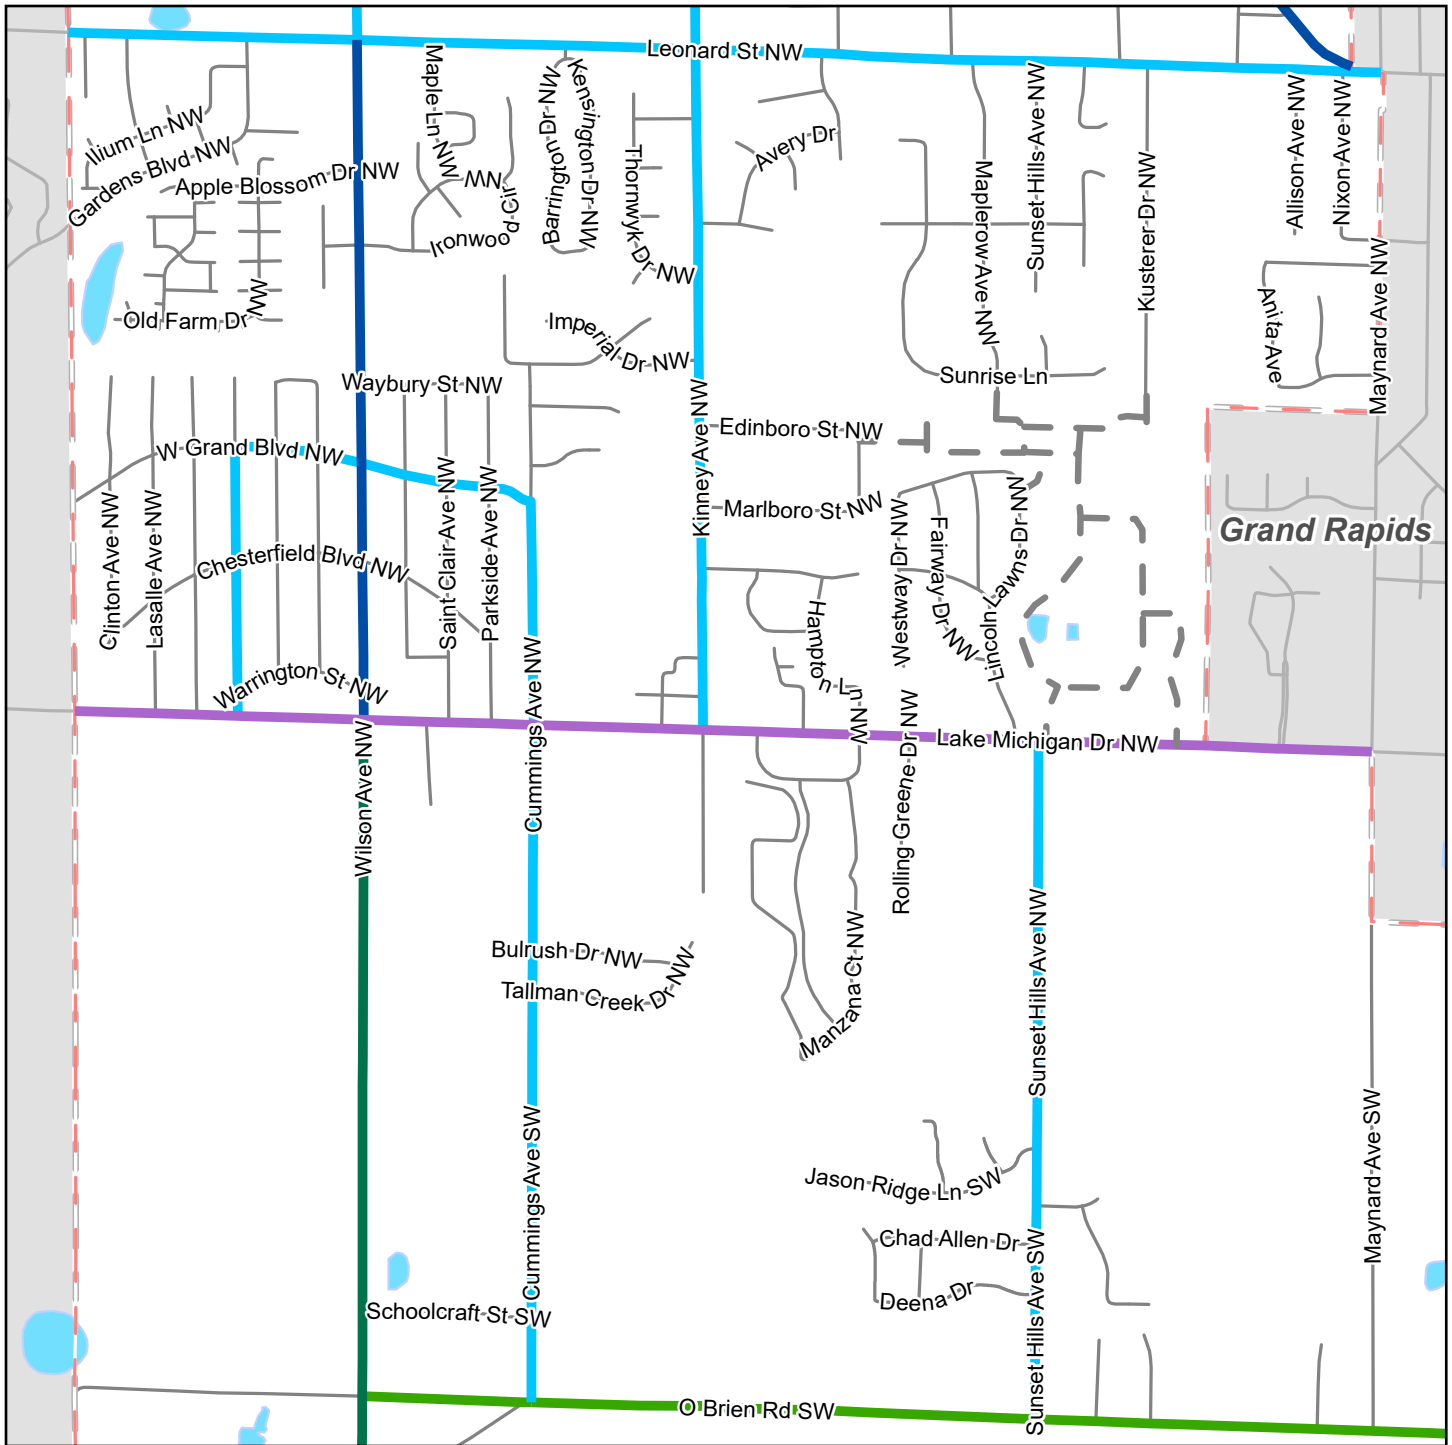 Leonard St NW
Maple Ln NW
Barrington Dr NW
Kensington Dr NW
Sunset Hills Ave NW
Allison Ave NW
Nixon Ave NW
Ilium Ln NW
Gardens Blvd NW
Apple Blossom Dr NW
Avery Dr
Thornwyk Dr NW
Maplerow Ave NW
Kusterer Dr NW
Ironwood Cir NW
Maynard Ave NW
Old Farm Dr NW
Imperial Dr NW
Anita Ave
Sunrise Ln
Waybury St NW
Kinney Ave NW
Edinboro St NW
W Grand Blvd NW
Marlboro St NW
Grand Rapids
Clinton Ave NW
Lasalle Ave NW
Saint Clair Ave NW
Parkside Ave NW
Chesterfield Blvd NW
Westway Dr NW
Fairway Dr NW
Lincoln Lawns Dr NW
Hampton Ln NW
Warrington St NW
Cummings Ave NW
Wilson Ave NW
Rolling Greene Dr NW
Lake Michigan Dr NW
Bulrush Dr NW
Tallman Creek Dr NW
Manzana Ct NW
Sunset Hills Ave NW
Cummings Ave SW
Jason Ridge Ln SW
Maynard Ave SW
Chad Allen Dr
Deena Dr
Sunset Hills Ave SW
Schoolcraft St SW
O Brien Rd SW